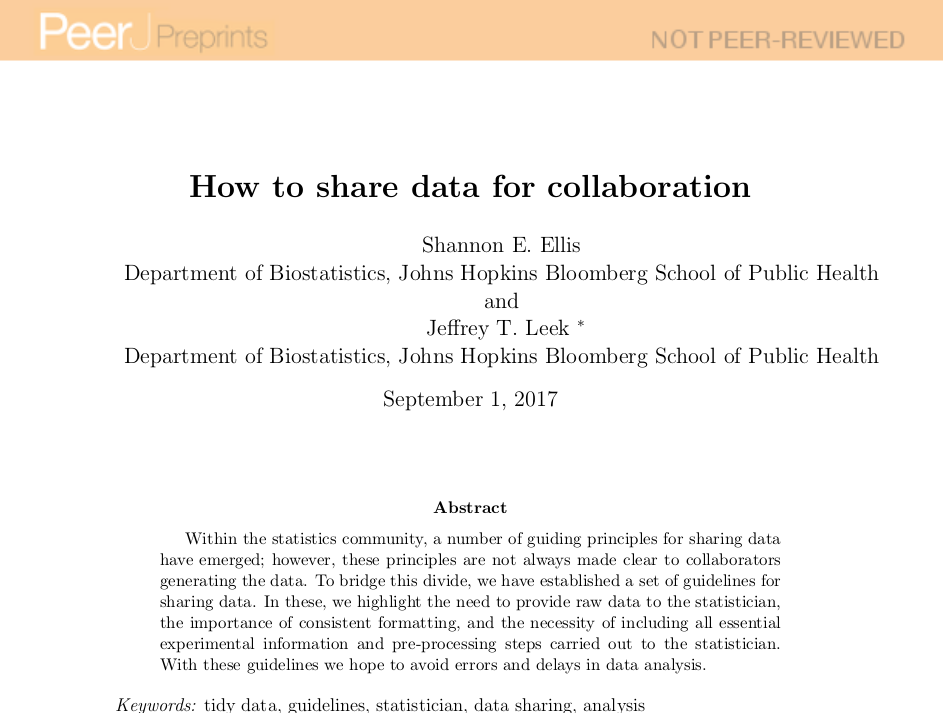 PeerJ Preprints
NOT PEER-REVIEWED
How to share data for collaboration
Shannon E. Ellis
Department of Biostatistics, Johns Hopkins Bloomberg School of Public Health
and
Jeffrey T. Leek *
Department of Biostatistics, Johns Hopkins Bloomberg School of Public Health
September 1, 2017
Abstract
Within the statistics community, a number of guiding principles for sharing data
have emerged; however, these principles are not always made clear to collaborators
generating the data. To bridge this divide, we have established a set of guidelines for
sharing data. In these, we highlight the need to provide raw data to the statistician,
the importance of consistent formatting, and the necessity of including all essential
experimental information and pre-processing steps carried out to the statistician.
With these guidelines we hope to avoid errors and delays in data analysis.
Keywords: tidy data, guidelines, statistician, data sharing, analysis